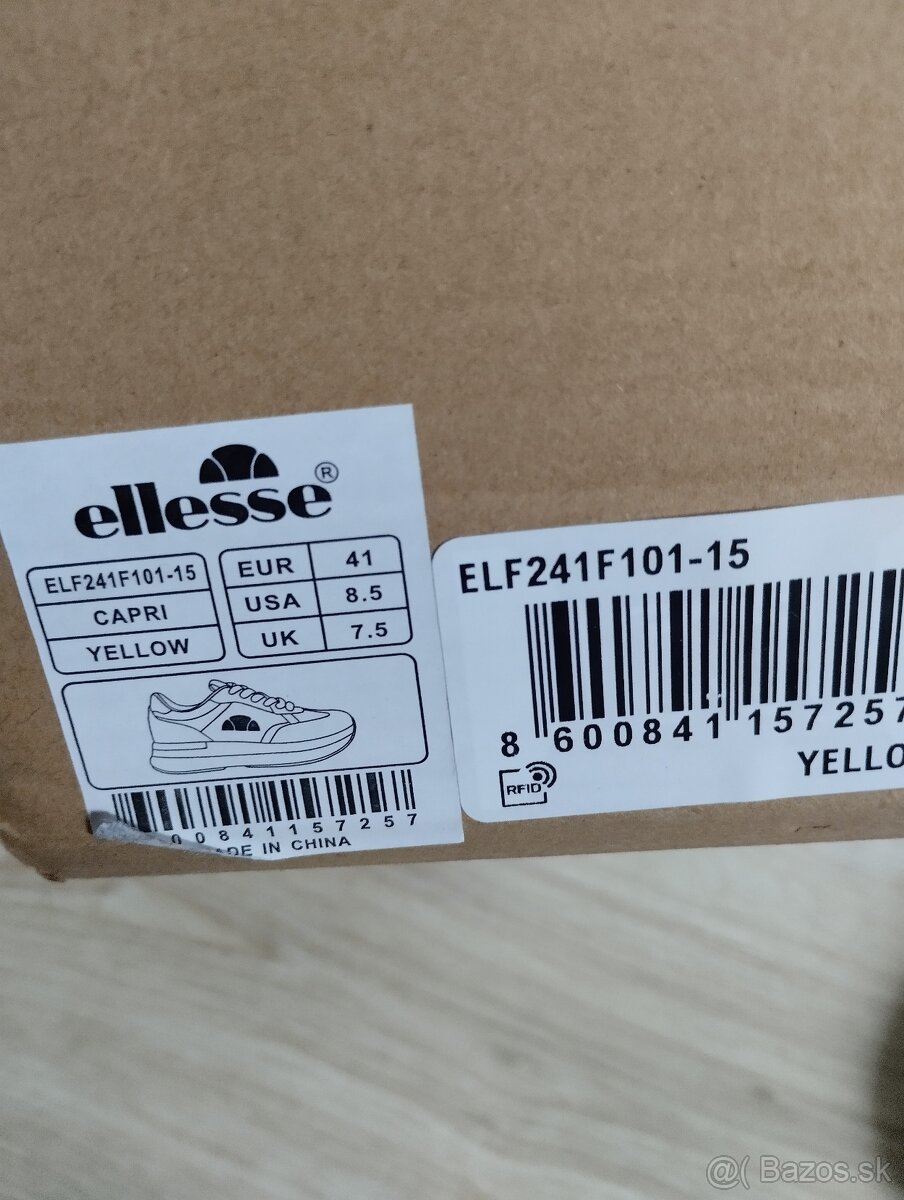 ellesse®
ELF241F101-15
CAPRI
YELLOW
EUR 41
USA 8.5
UK 7.5
00841157257
DE IN CHINA
ELF241F101-15
8 600841 157257
RFID
YELLO
@( Bazos.sk